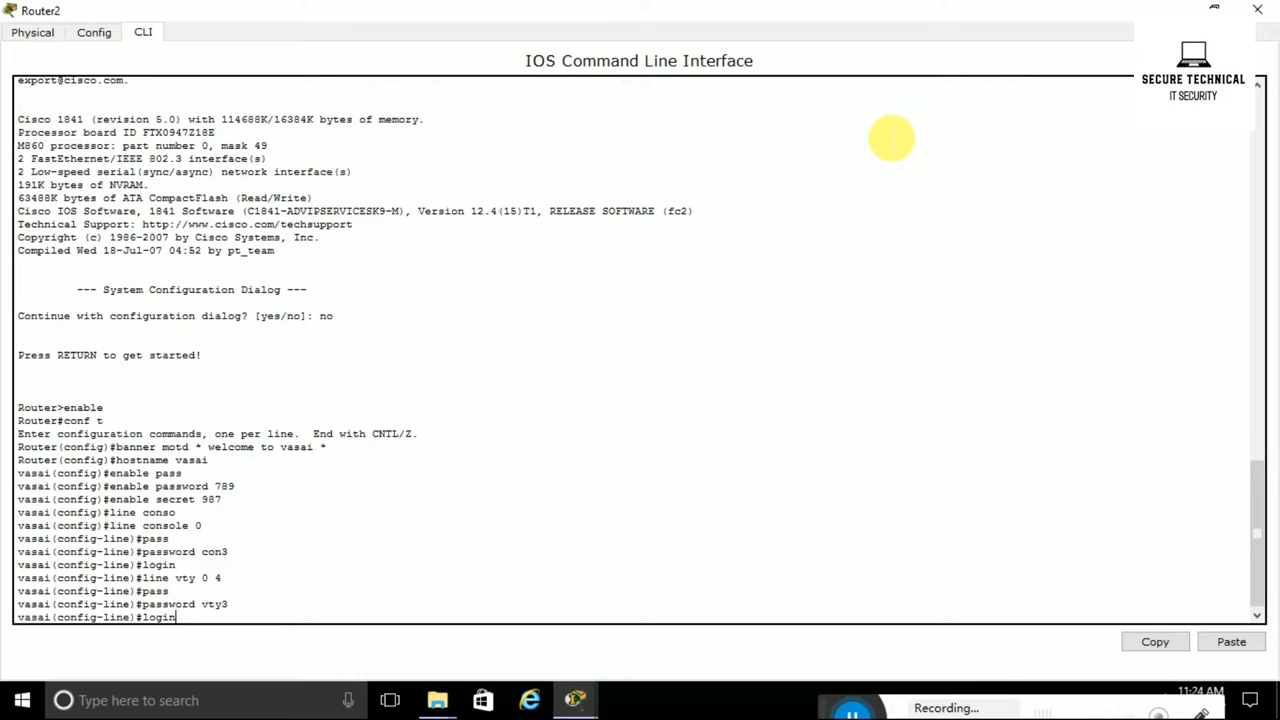 Router2
Physical
Config
CLI
IOS Command Line Interface
SECURE TECHNICAL
IT SECURITY
export@cisco.com.
Cisco 1841 (revision 5.0) with 114688K/16384K bytes of memory.
Processor board ID FTX0947Z18E
M860 processor: part number 0, mask 49
2 FastEthernet/IEEE 802.3 interface(s)
2 Low-speed serial(sync/async) network interface(s)
191K bytes of NVRAM.
63488K bytes of ATA CompactFlash (Read/Write)
Cisco IOS Software, 1841 Software (C1841-ADVIPSERVICESK9-M), Version 12.4(15)T1, RELEASE SOFTWARE (fc2)
Technical Support: http://www.cisco.com/techsupport
Copyright (c) 1986-2007 by Cisco Systems, Inc.
Compiled Wed 18-Jul-07 04:52 by pt_team
--- System Configuration Dialog ---
Continue with configuration dialog? [yes/no]: no
Press RETURN to get started!
Router>enable
Router#conf t
Enter configuration commands, one per line.  End with CNTL/Z.
Router(config)#banner motd * welcome to vasai *
Router(config)#hostname vasai
vasai(config)#enable pass
vasai(config)#enable password 789
vasai(config)#enable secret 987
vasai(config)#line conso
vasai(config)#line console 0
vasai(config-line)#pass
vasai(config-line)#password con3
vasai(config-line)#login
vasai(config-line)#line vty 0 4
vasai(config-line)#pass
vasai(config-line)#password vty3
vasai(config-line)#login
Copy
Paste
Type here to search
11:24 AM
Recording...